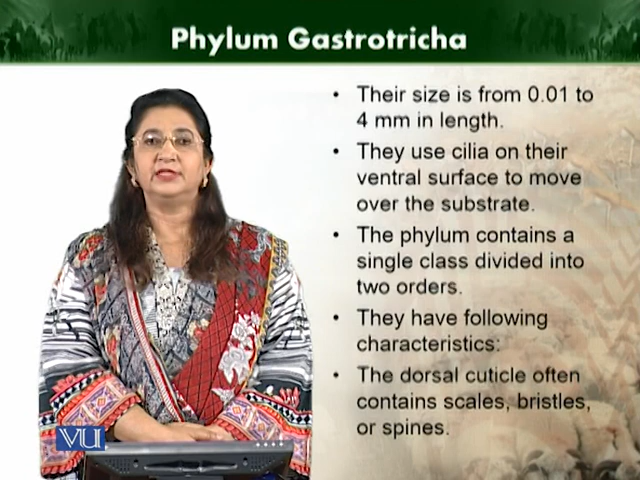 Phylum Gastrotricha
• Their size is from 0.01 to
4 mm in length.
• They use cilia on their
ventral surface to move
over the substrate.
• The phylum contains a
single class divided into
two orders.
• They have following
characteristics:
• The dorsal cuticle often
contains scales, bristles,
or spines.
VU